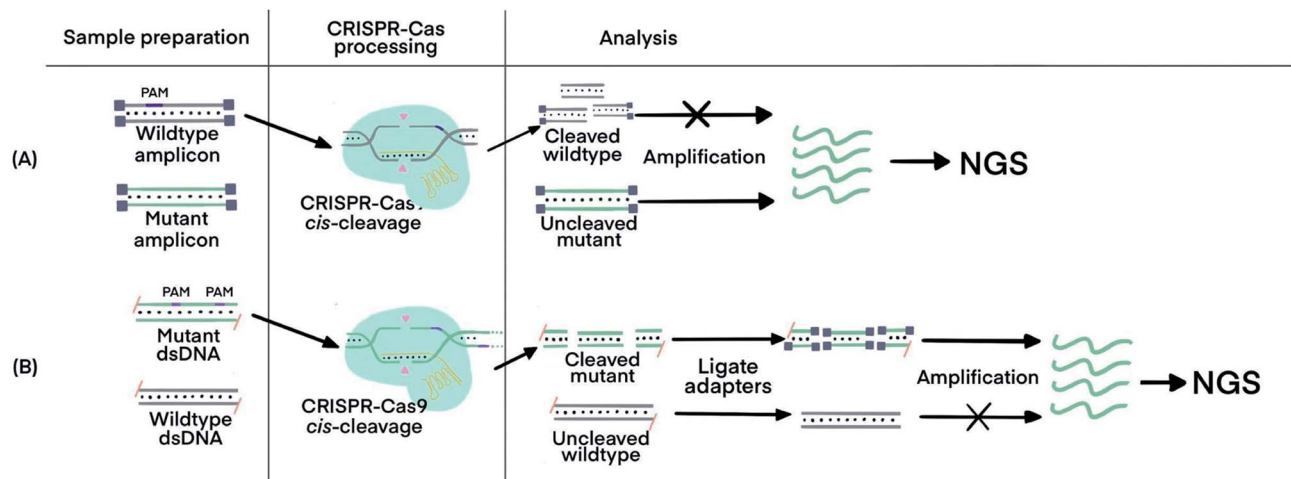 Sample preparation
CRISPR-Cas
processing
Analysis
(A)
PAM
Wildtype
amplicon
Mutant
amplicon
CRISPR-Cas9
cis-cleavage
Cleaved
wildtype
Amplification
Uncleaved
mutant
NGS
(B)
PAM PAM
Mutant
dsDNA
Wildtype
dsDNA
CRISPR-Cas9
cis-cleavage
Cleaved
mutant
Ligate
adapters
Amplification
Uncleaved
wildtype
NGS